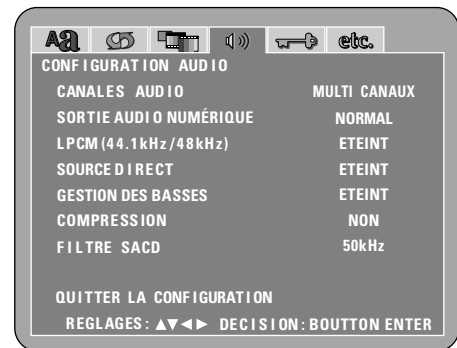 Aa etc.
CONFIGURATION AUDIO
CANALES AUDIO MULTI CANAUX
SORTIE AUDIO NUMÉRIQUE NORMAL
LPCM (44.1kHz/48kHz) ETEINT
SOURCE DIRECT ETEINT
GESTION DES BASSES ETEINT
COMPRESSION NON
FILTRE SACD 50kHz
QUITTER LA CONFIGURATION
REGLAGES: ▲▼◄► DECISION: BOUTTON ENTER